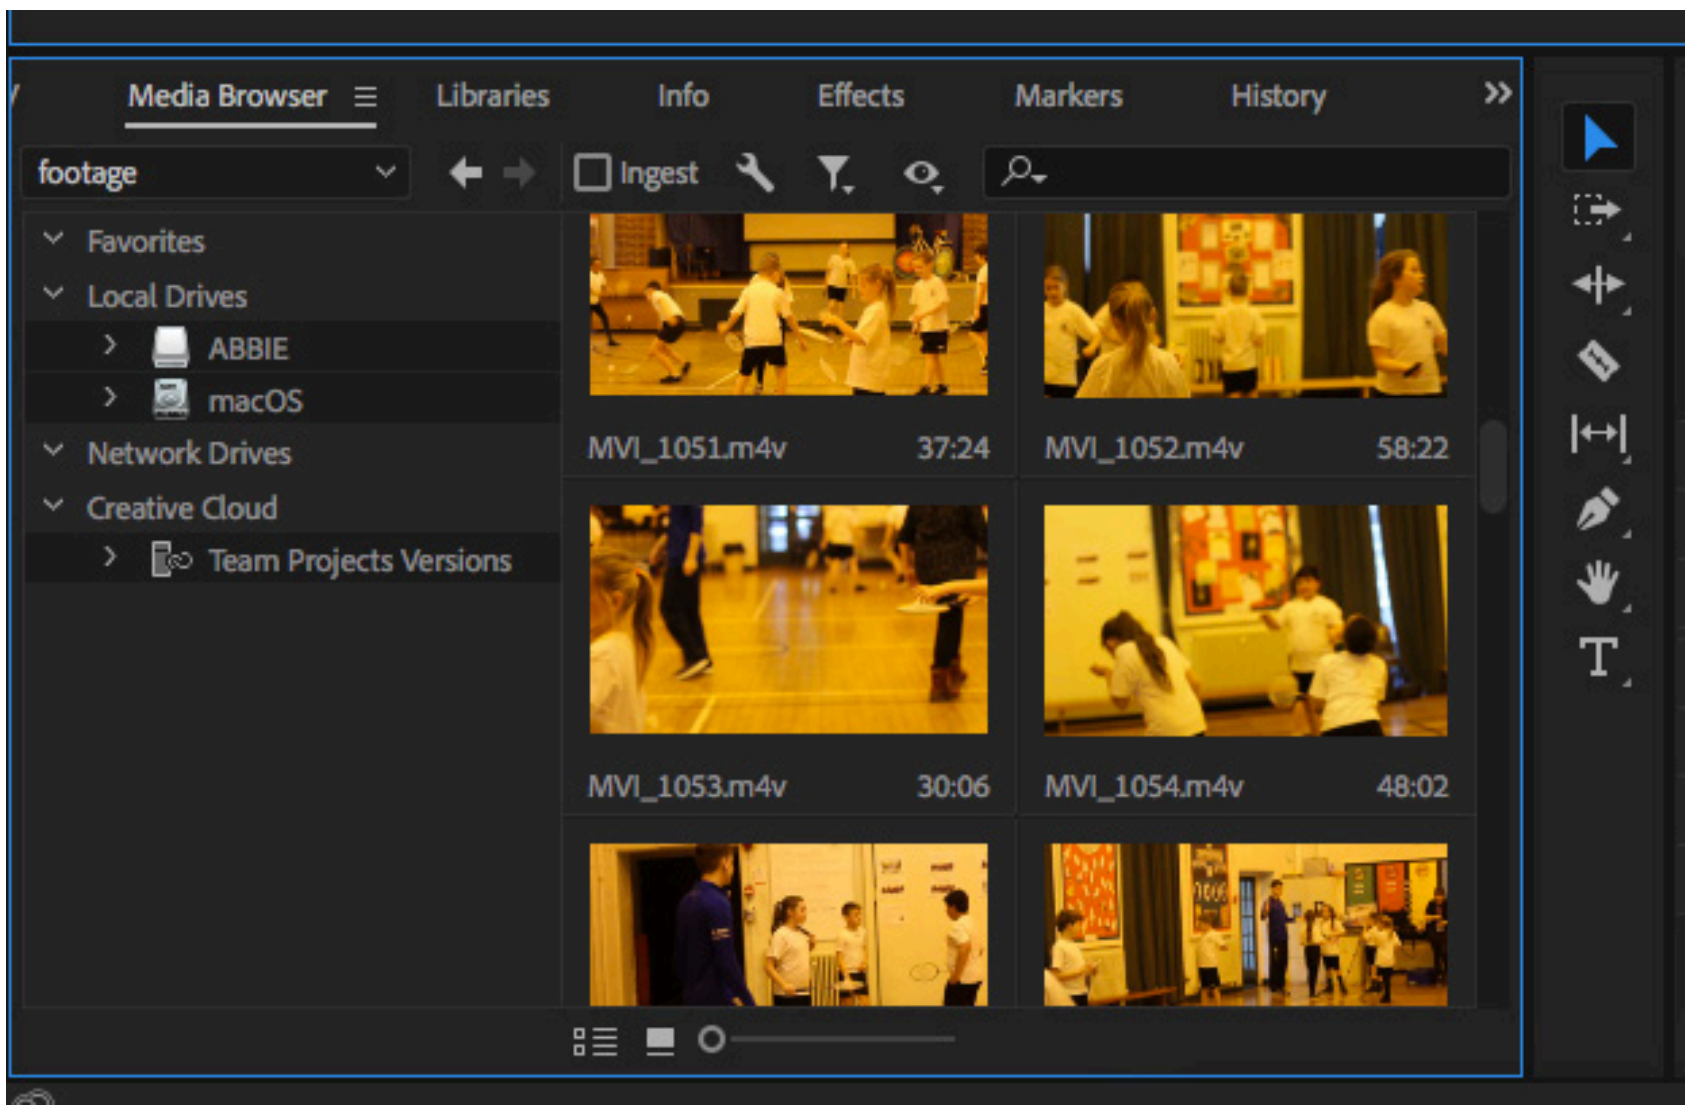 Media Browser Libraries Info Effects Markers History
footage Ingest
Favorites
Local Drives
ABBIE
macOS
Network Drives
Creative Cloud
Team Projects Versions
MVI_1051.m4v 37:24 MVI_1052.m4v 58:22
MVI_1053.m4v 30:06 MVI_1054.m4v 48:02
T